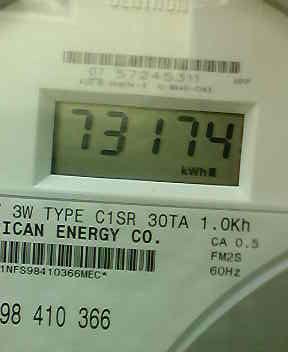 07 57245311
73174
kWh
3W TYPE C1SR 30TA 1.0Kh
ICAN ENERGY CO.
CA 0.5
FM2S
1NFS98410366MEC*
60Hz
98 410 366